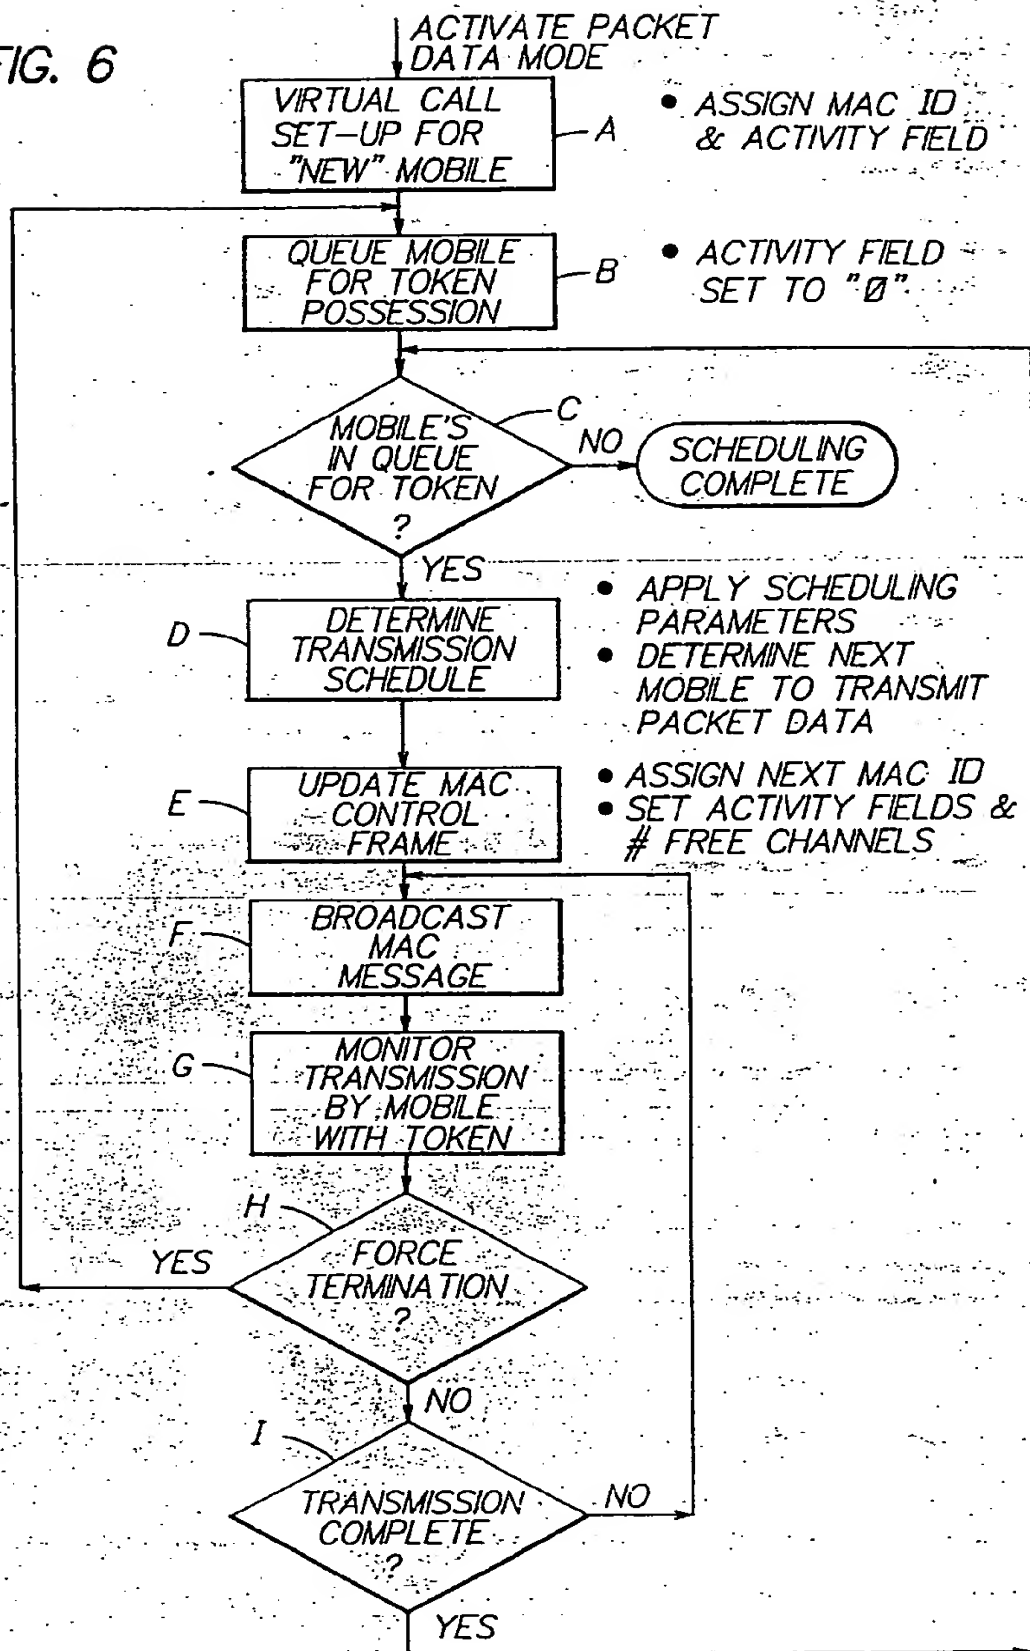 FIG. 6
ACTIVATE PACKET
DATA MODE
VIRTUAL CALL
SET-UP FOR
"NEW" MOBILE
A
• ASSIGN MAC ID
& ACTIVITY FIELD
QUEUE MOBILE
FOR TOKEN
POSSESSION
B
• ACTIVITY FIELD
SET TO "Ø"
MOBILE'S
IN QUEUE
FOR TOKEN
?
C
NO
SCHEDULING
COMPLETE
YES
D
DETERMINE
TRANSMISSION
SCHEDULE
• APPLY SCHEDULING
PARAMETERS
• DETERMINE NEXT
MOBILE TO TRANSMIT
PACKET DATA
E
UPDATE MAC
CONTROL
FRAME
• ASSIGN NEXT MAC ID
• SET ACTIVITY FIELDS &
# FREE CHANNELS
F
BROADCAST
MAC
MESSAGE
G
MONITOR
TRANSMISSION
BY MOBILE
WITH TOKEN
H
YES
FORCE
TERMINATION
?
NO
I
TRANSMISSION
COMPLETE
?
NO
YES